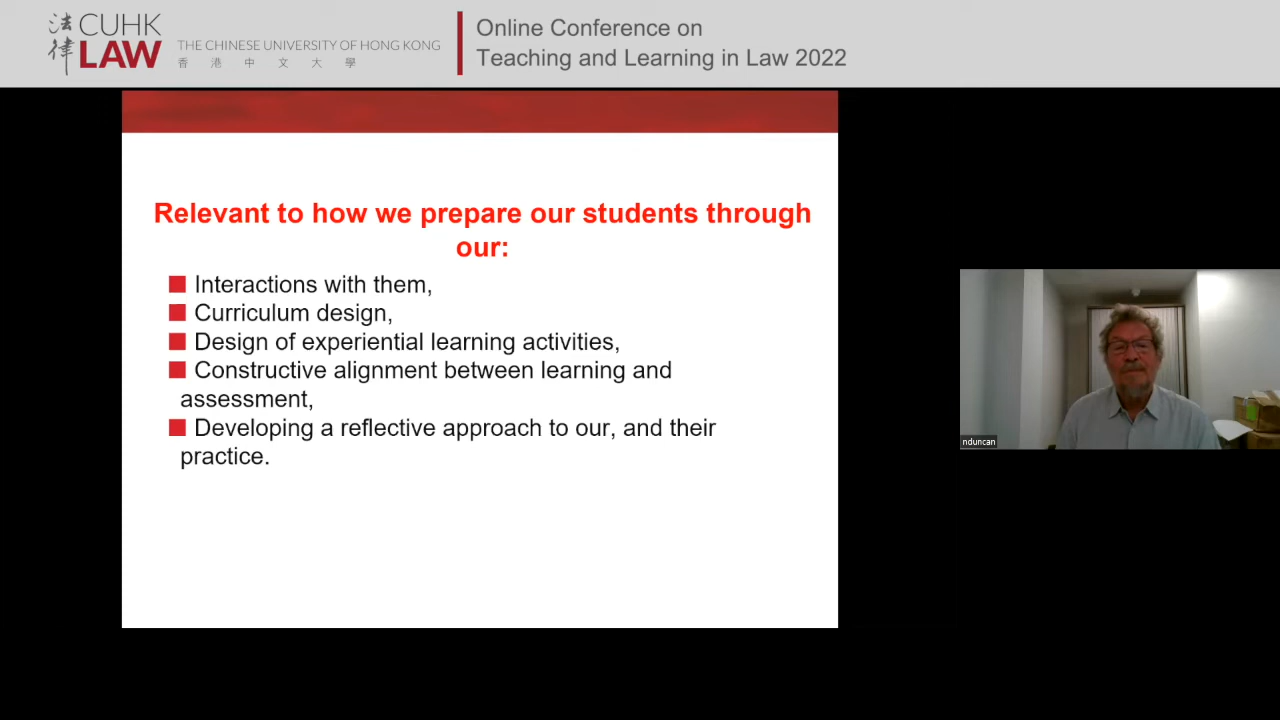 法律 CUHK LAW
THE CHINESE UNIVERSITY OF HONG KONG
香港中文大學
Online Conference on
Teaching and Learning in Law 2022
Relevant to how we prepare our students through
our:
Interactions with them,
Curriculum design,
Design of experiential learning activities,
Constructive alignment between learning and
assessment,
Developing a reflective approach to our, and their
practice.
nduncan